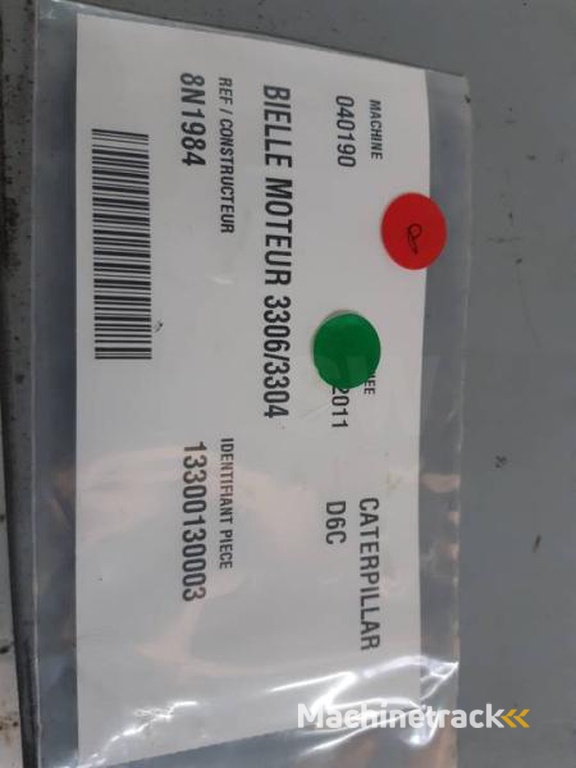 MACHINE
040190
2011
CATERPILLAR
D6C
BIELLE MOTEUR 3306/3304
REF / CONSTRUCTEUR
8N1984
IDENTIFIANT PIECE
13300130003
Machinetrack